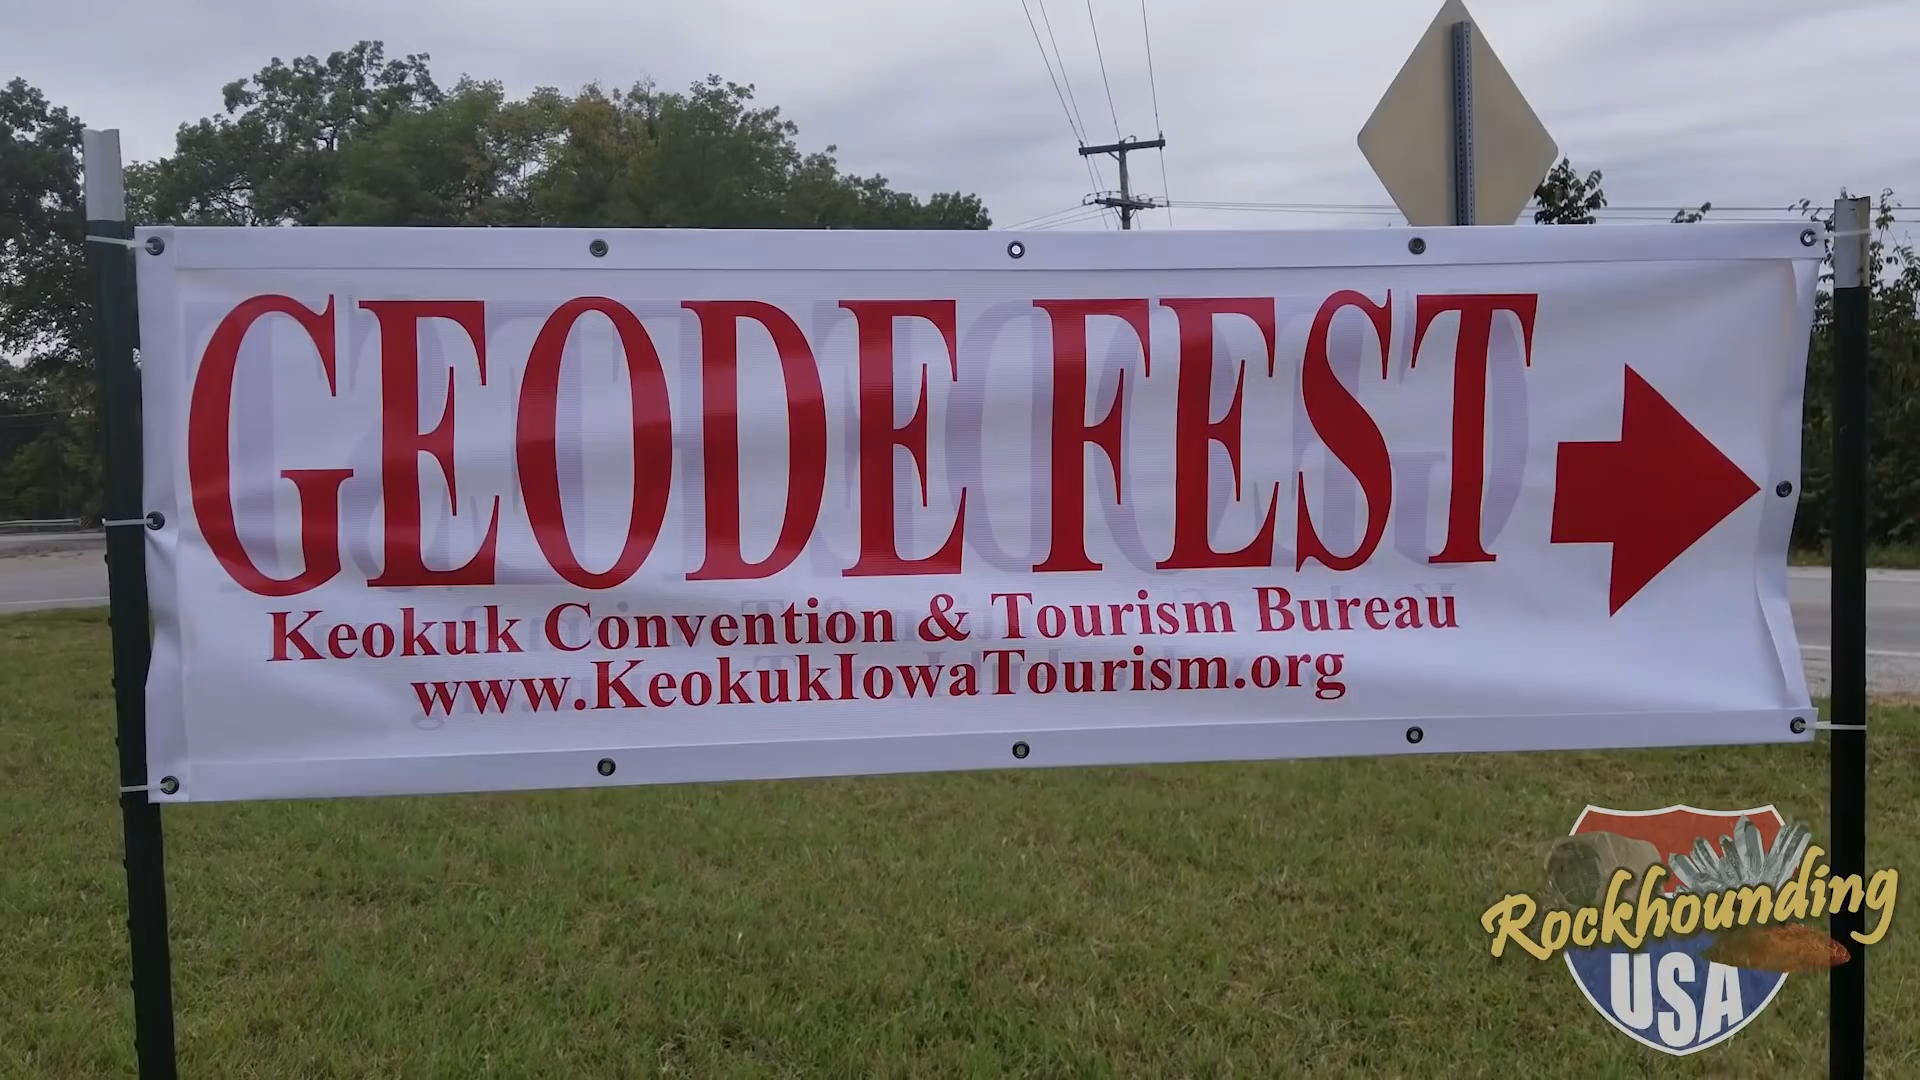 GEODE FEST
Keokuk Convention & Tourism Bureau
www.KeokukIowaTourism.org
Rockhounding
USA